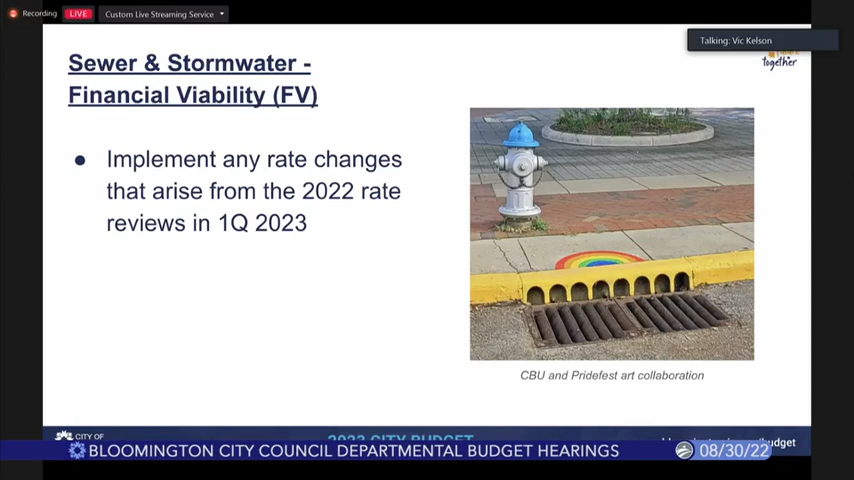 Recording
LIVE
Custom Live Streaming Service
Talking: Vic Kelson
together
Sewer & Stormwater -
Financial Viability (FV)
● Implement any rate changes
that arise from the 2022 rate
reviews in 1Q 2023
CBU and Pridefest art collaboration
CITY OF
2023 CITY BUDGET
/budget
BLOOMINGTON CITY COUNCIL DEPARTMENTAL BUDGET HEARINGS
08/30/22